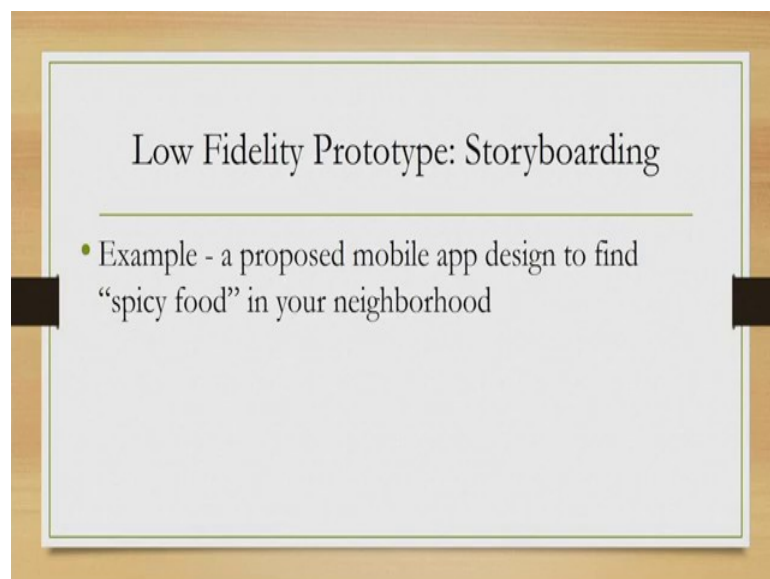 Low Fidelity Prototype: Storyboarding
• Example - a proposed mobile app design to find
“spicy food” in your neighborhood